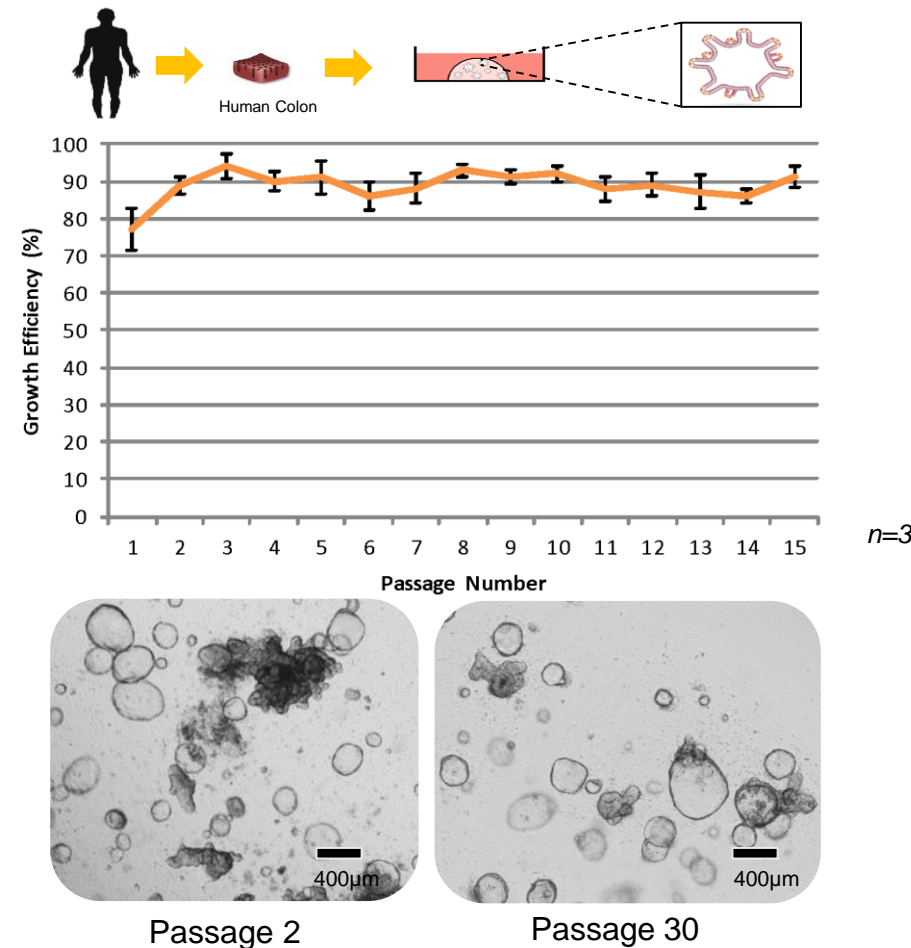 Human Colon
Growth Efficiency (%)
100
90
80
70
60
50
40
30
20
10
0
1 2 3 4 5 6 7 8 9 10 11 12 13 14 15
Passage Number
n=3
400μm
400μm
Passage 2
Passage 30